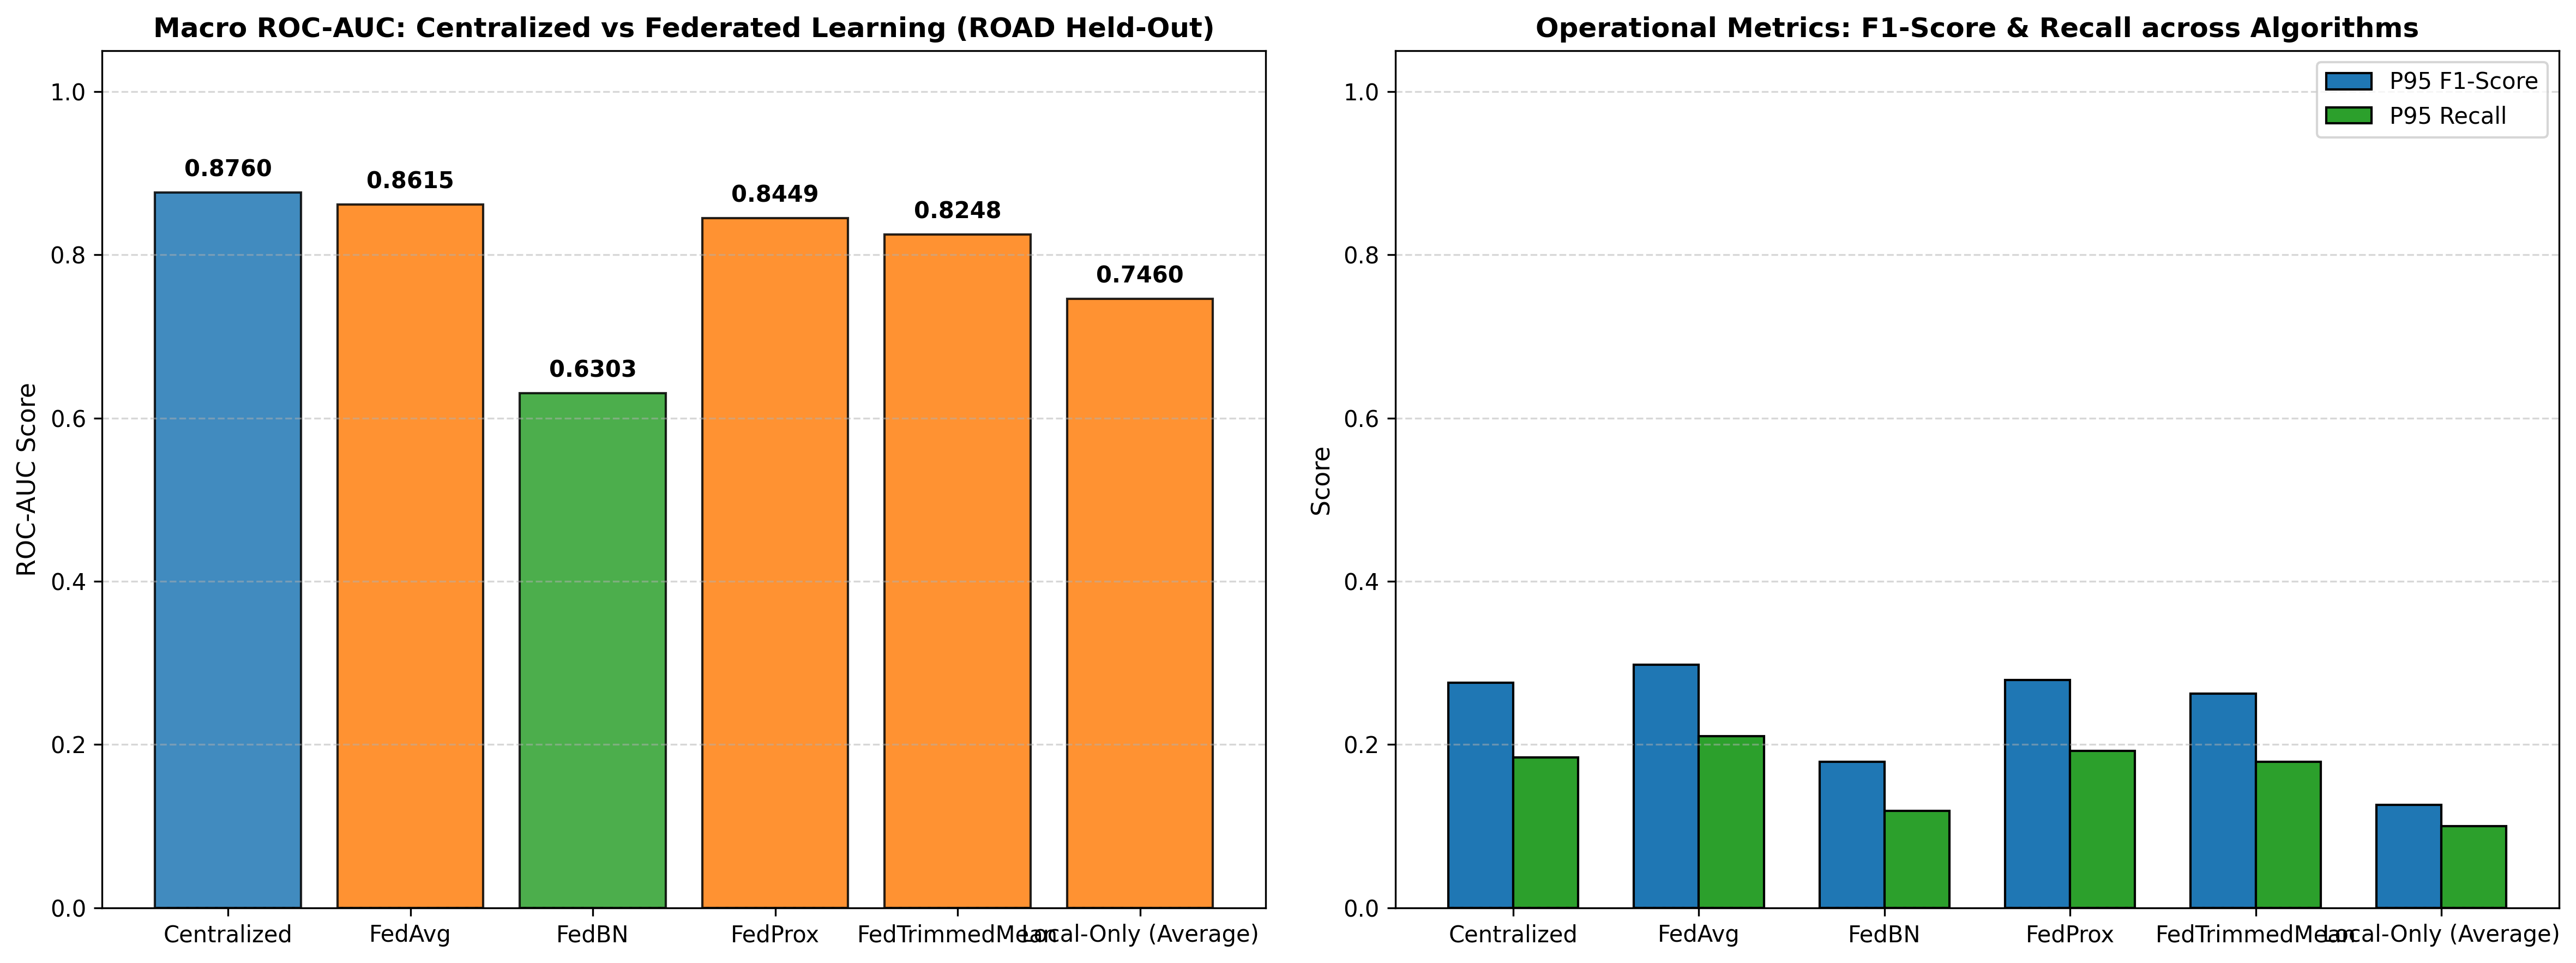 Macro ROC-AUC: Centralized vs Federated Learning (ROAD Held-Out)
ROC-AUC Score
1.0
0.8
0.6
0.4
0.2
0.0
0.8760
0.8615
0.6303
0.8449
0.8248
0.7460
Centralized
FedAvg
FedBN
FedProx
FedTrimmedMean
Local-Only (Average)
Operational Metrics: F1-Score & Recall across Algorithms
Score
1.0
0.8
0.6
0.4
0.2
0.0
P95 F1-Score
P95 Recall
Centralized
FedAvg
FedBN
FedProx
FedTrimmedMean
Local-Only (Average)